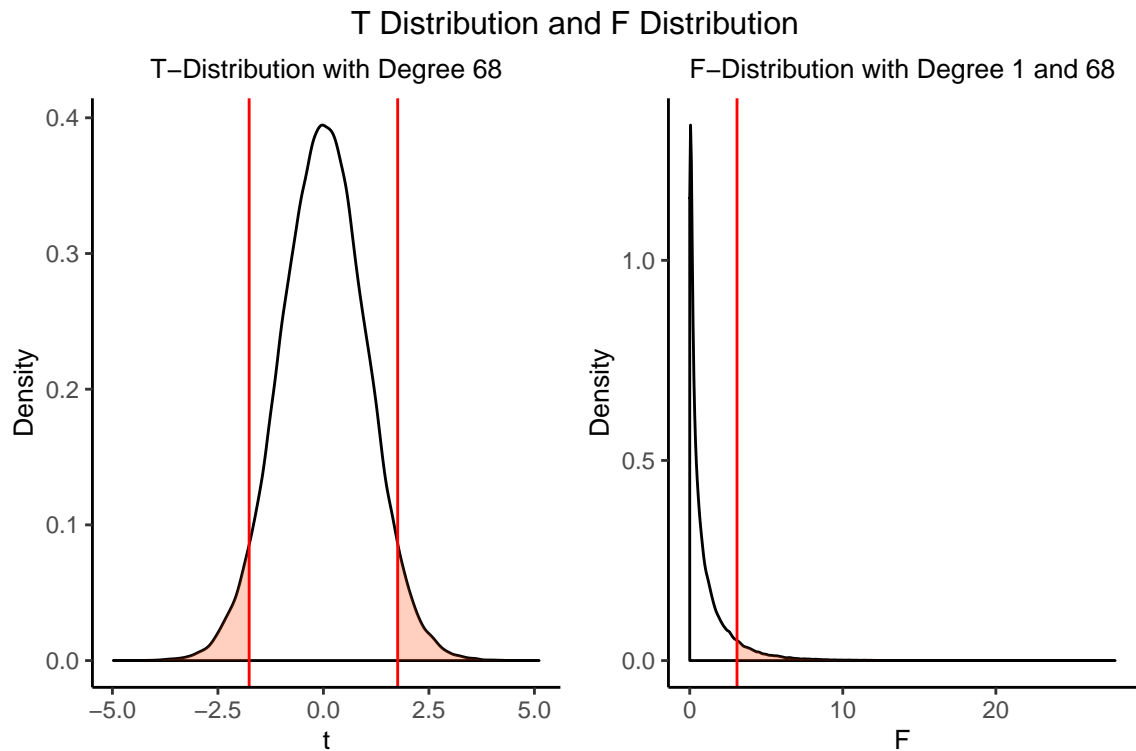 T Distribution and F Distribution
T−Distribution with Degree 68
Density
0.4
0.3
0.2
0.1
0.0
−5.0 −2.5 0.0 2.5 5.0
t
F−Distribution with Degree 1 and 68
Density
1.0
0.5
0.0
0 10 20
F